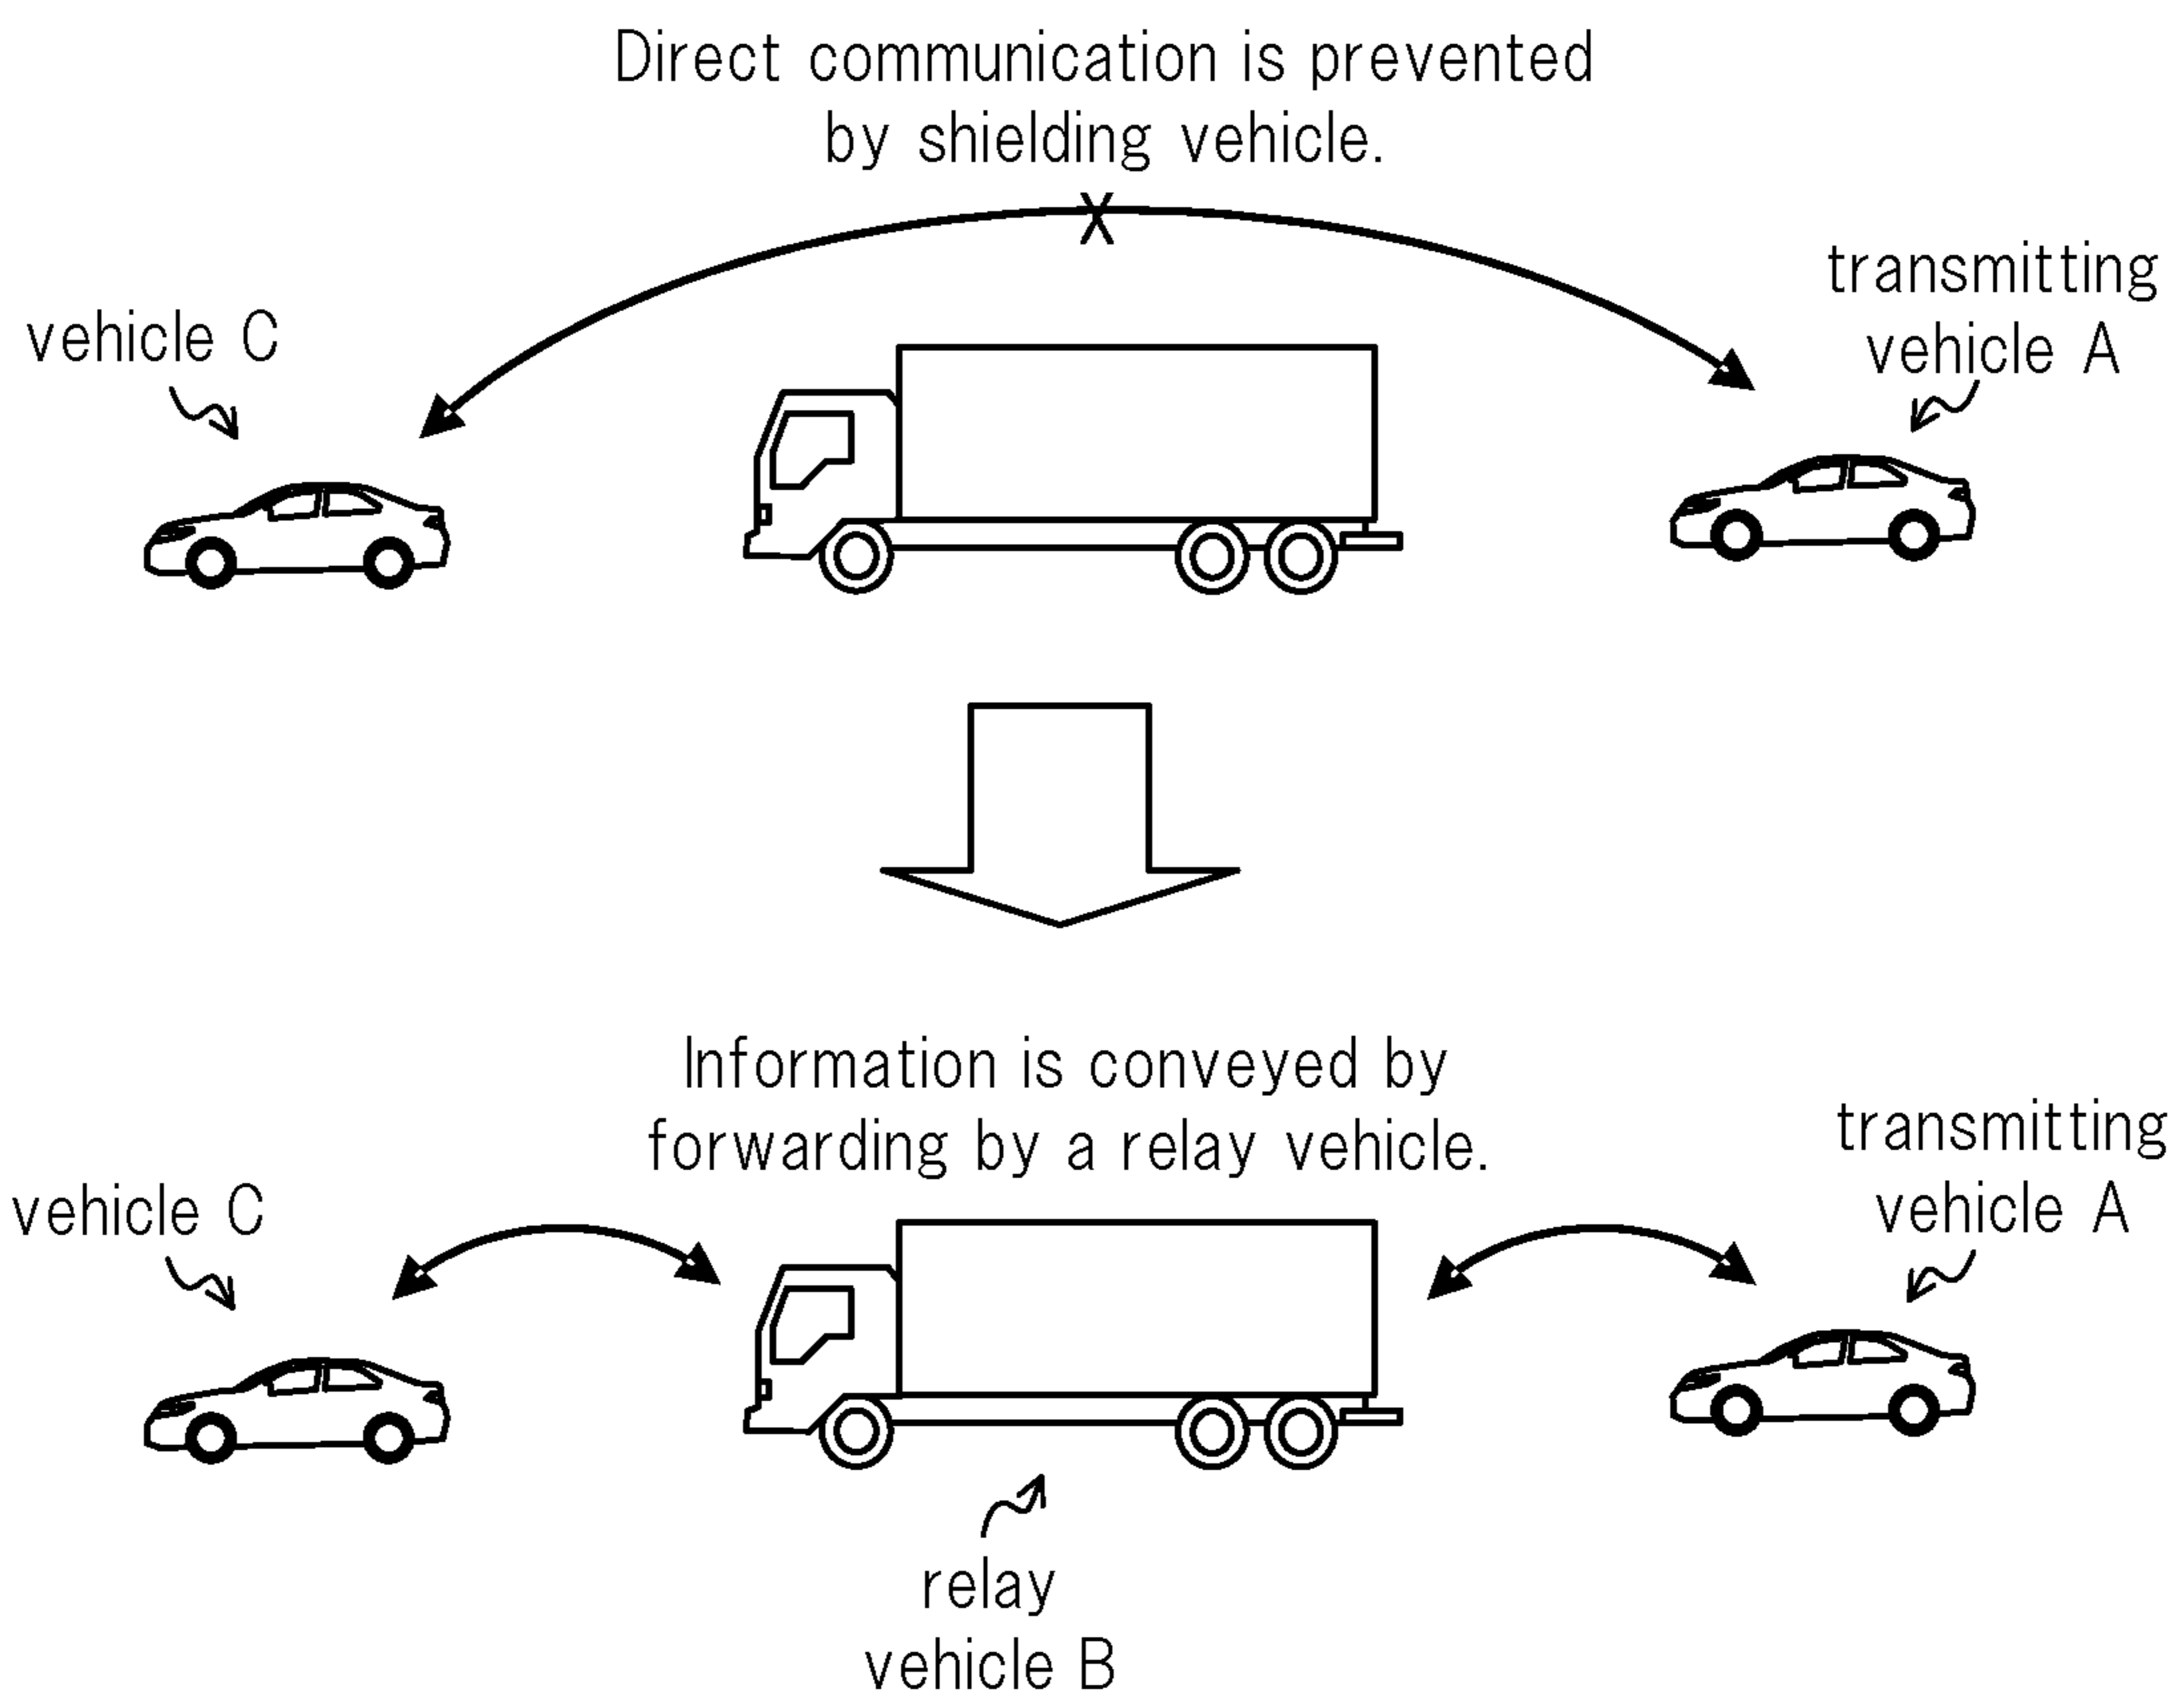 Direct communication is prevented
by shielding vehicle.
X
transmitting
vehicle A
vehicle C
Information is conveyed by
forwarding by a relay vehicle.
transmitting
vehicle A
vehicle C
relay
vehicle B